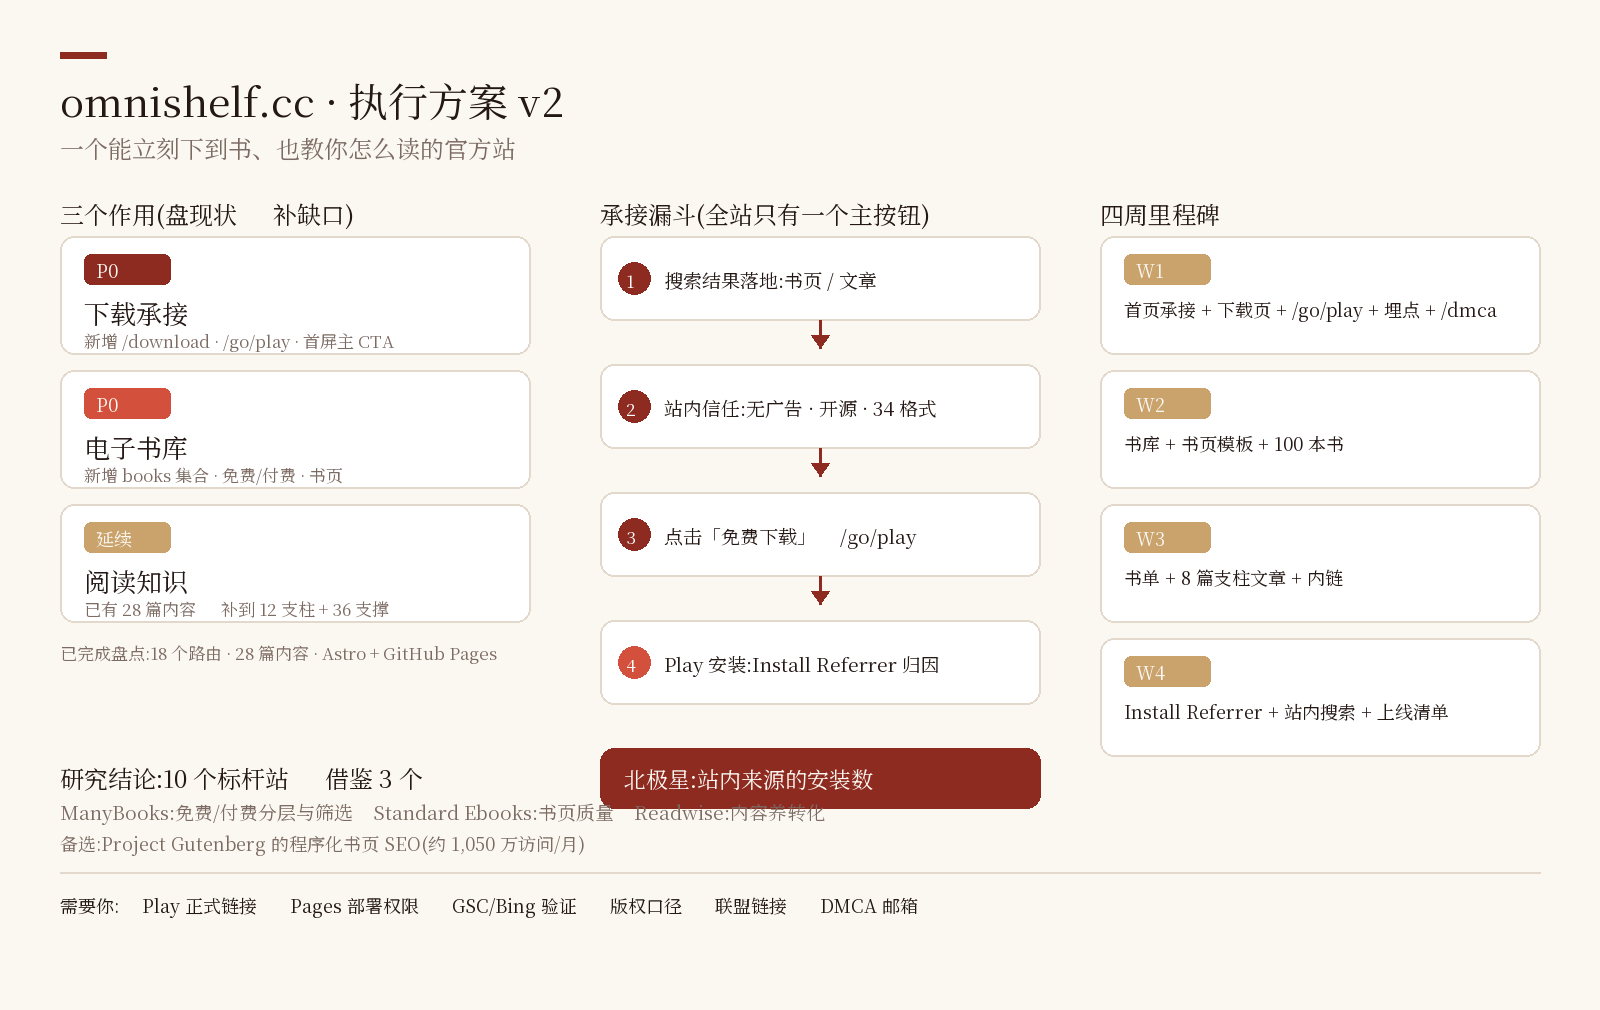 omnishelf.cc · 执行方案 v2
一个能立刻下到书、也教你怎么读的官方站
三个作用(盘现状 补缺口)
P0
下载承接
新增 /download · /go/play · 首屏主 CTA
P0
电子书库
新增 books 集合 · 免费/付费 · 书页
延续
阅读知识
已有 28 篇内容 补到 12 支柱 + 36 支撑
已完成盘点:18 个路由 · 28 篇内容 · Astro + GitHub Pages
承接漏斗(全站只有一个主按钮)
1 搜索结果落地:书页 / 文章
2 站内信任:无广告 · 开源 · 34 格式
3 点击「免费下载」 /go/play
4 Play 安装:Install Referrer 归因
北极星:站内来源的安装数
四周里程碑
W1
首页承接 + 下载页 + /go/play + 埋点 + /dmca
W2
书库 + 书页模板 + 100 本书
W3
书单 + 8 篇支柱文章 + 内链
W4
Install Referrer + 站内搜索 + 上线清单
研究结论:10 个标杆站 借鉴 3 个
ManyBooks:免费/付费分层与筛选 Standard Ebooks:书页质量 Readwise:内容养转化
备选:Project Gutenberg 的程序化书页 SEO(约 1,050 万访问/月)
需要你: Play 正式链接 Pages 部署权限 GSC/Bing 验证 版权口径 联盟链接 DMCA 邮箱